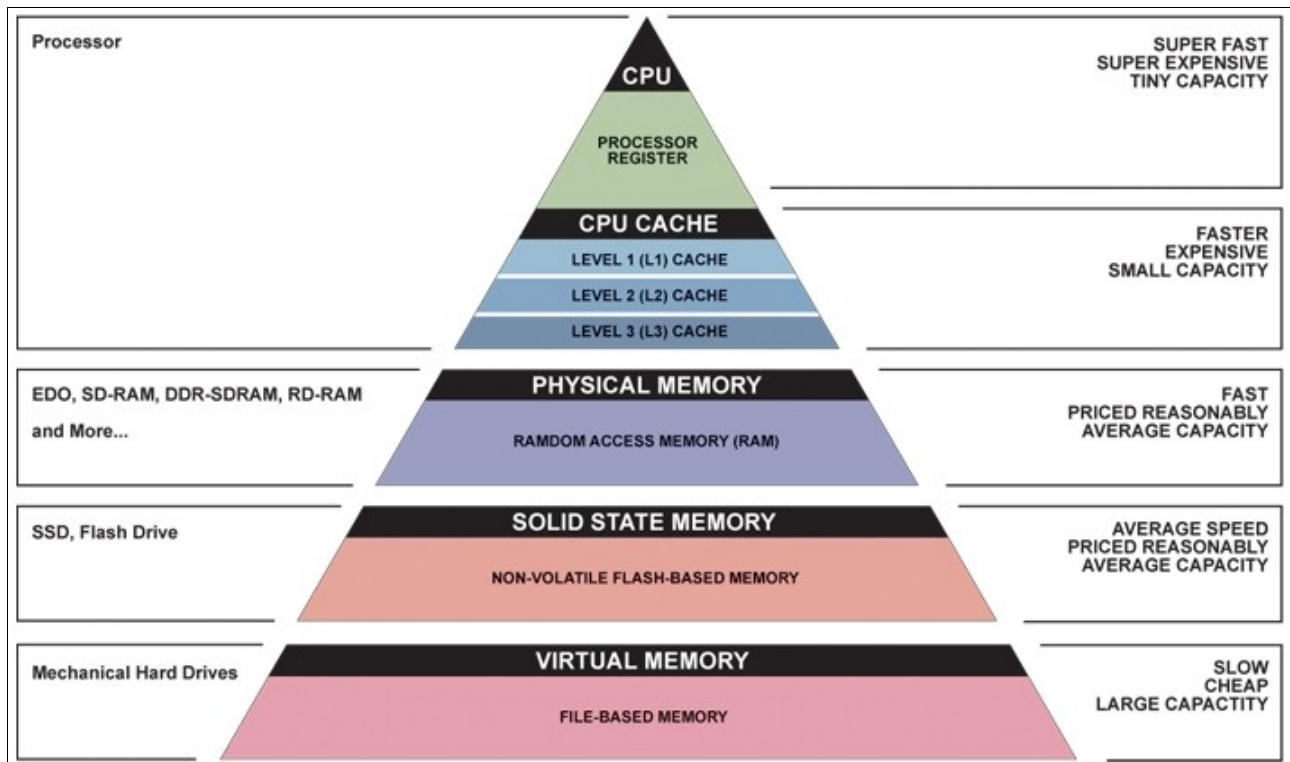 Processor
CPU
SUPER FAST
SUPER EXPENSIVE
TINY CAPACITY
PROCESSOR
REGISTER
CPU CACHE
LEVEL 1 (L1) CACHE
LEVEL 2 (L2) CACHE
LEVEL 3 (L3) CACHE
FASTER
EXPENSIVE
SMALL CAPACITY
EDO, SD-RAM, DDR-SDRAM, RD-RAM
and More...
PHYSICAL MEMORY
RAMDOM ACCESS MEMORY (RAM)
FAST
PRICED REASONABLY
AVERAGE CAPACITY
SSD, Flash Drive
SOLID STATE MEMORY
NON-VOLATILE FLASH-BASED MEMORY
AVERAGE SPEED
PRICED REASONABLY
AVERAGE CAPACITY
Mechanical Hard Drives
VIRTUAL MEMORY
FILE-BASED MEMORY
SLOW
CHEAP
LARGE CAPACTITY